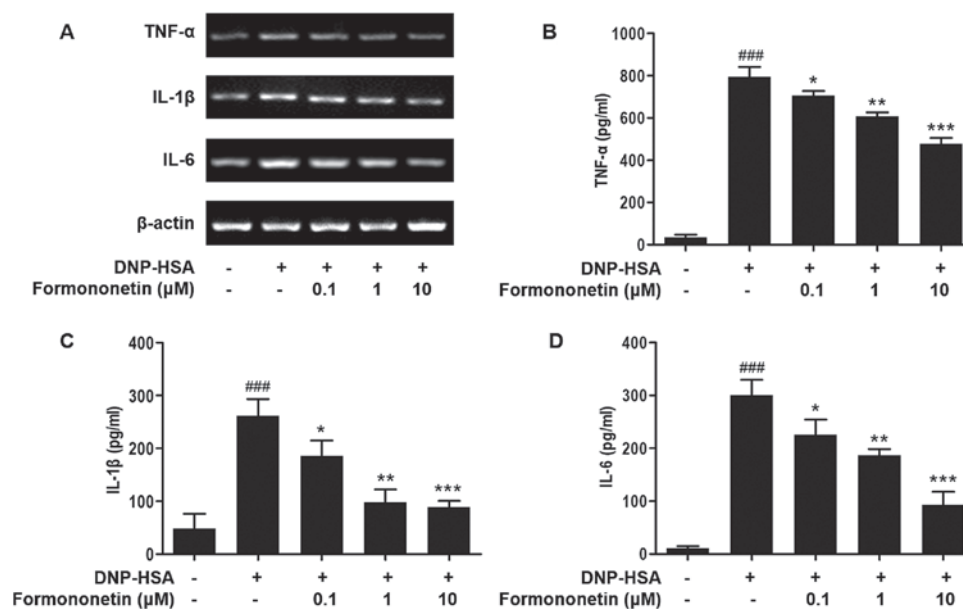 A
TNF-α
IL-1β
IL-6
β-actin
DNP-HSA - + + + +
Formononetin (μM) - - 0.1 1 10
B
TNF-α (pg/ml)
1000
800
600
400
200
0
###
*
**
***
DNP-HSA - + + + +
Formononetin (μM) - - 0.1 1 10
C
IL-1β (pg/ml)
400
300
200
100
0
###
*
**
***
DNP-HSA - + + + +
Formononetin (μM) - - 0.1 1 10
D
IL-6 (pg/ml)
400
300
200
100
0
###
*
**
***
DNP-HSA - + + + +
Formononetin (μM) - - 0.1 1 10